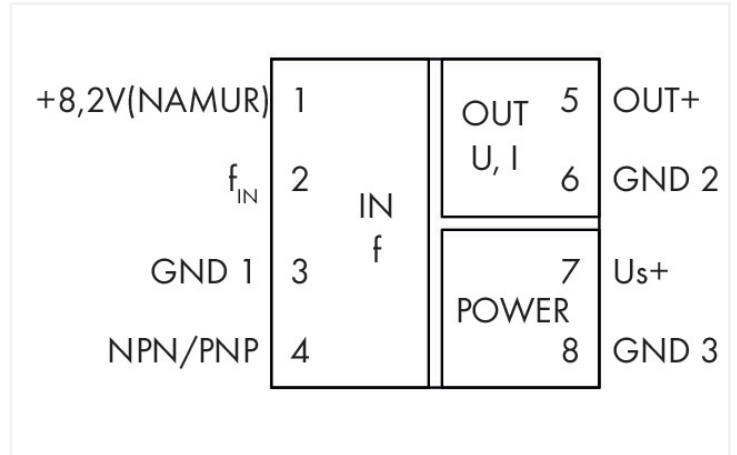 +8,2V(NAMUR) 1
fIN 2
GND 1 3
NPN/PNP 4
IN
f
OUT
U, I
5 OUT+
6 GND 2
POWER
7 Us+
8 GND 3